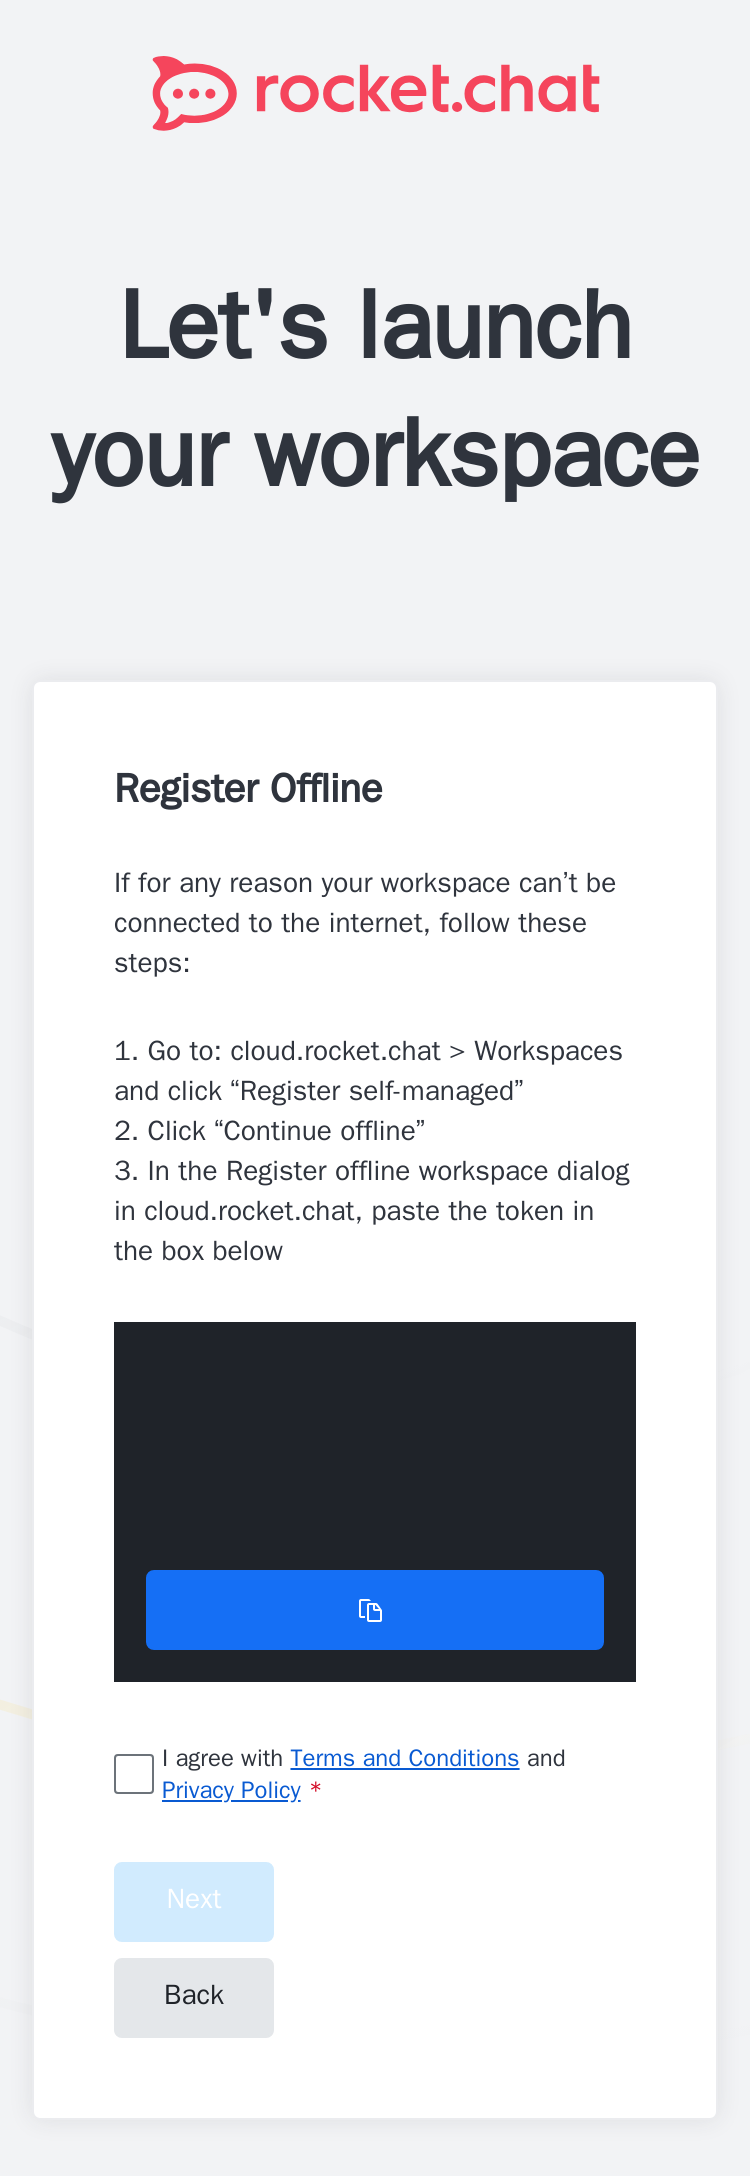 rocket.chat
Let's launch
your workspace
Register Offline
If for any reason your workspace can’t be
connected to the internet, follow these
steps:
1. Go to: cloud.rocket.chat > Workspaces
and click “Register self-managed”
2. Click “Continue offline”
3. In the Register offline workspace dialog
in cloud.rocket.chat, paste the token in
the box below
I agree with Terms and Conditions and
Privacy Policy *
Next
Back